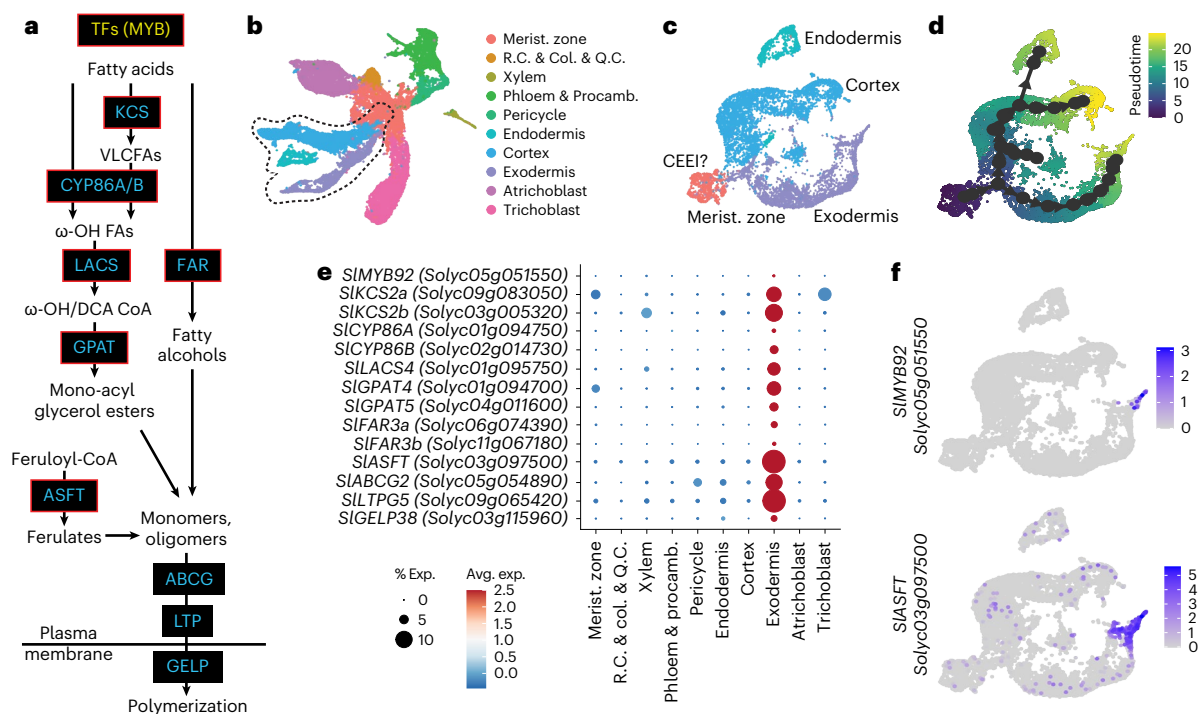 a
TFs (MYB)
Fatty acids
KCS
VLCFAs
CYP86A/B
ω-OH FAs
LACS
FAR
ω-OH/DCA CoA
GPAT
Fatty
alcohols
Mono-acyl
glycerol esters
Feruloyl-CoA
ASFT
Ferulates
Monomers,
oligomers
ABCG
LTP
Plasma
membrane
GELP
Polymerization
b
Merist. zone
R.C. & Col. & Q.C.
Xylem
Phloem & Procamb.
Pericycle
Endodermis
Cortex
Exodermis
Atrichoblast
Trichoblast
c
Endodermis
Cortex
CEEI?
Merist. zone
Exodermis
d
Pseudotime
20
15
10
5
0
e
SlMYB92 (Solyc05g051550)
SlKCS2a (Solyc09g083050)
SlKCS2b (Solyc03g005320)
SlCYP86A (Solyc01g094750)
SlCYP86B (Solyc02g014730)
SlLACS4 (Solyc01g095750)
SlGPAT4 (Solyc01g094700)
SlGPAT5 (Solyc04g011600)
SlFAR3a (Solyc06g074390)
SlFAR3b (Solyc11g067180)
SlASFT (Solyc03g097500)
SlABCG2 (Solyc05g054890)
SlLTPG5 (Solyc09g065420)
SlGELP38 (Solyc03g115960)
Merist. zone
R.C. & col. & Q.C.
Xylem
Phloem & procamb.
Pericycle
Endodermis
Cortex
Exodermis
Atrichoblast
Trichoblast
% Exp.
0
5
10
Avg. exp.
2.5
2.0
1.5
1.0
0.5
0.0
f
SlMYB92
Solyc05g051550
3
2
1
0
SlASFT
Solyc03g097500
5
4
3
2
1
0